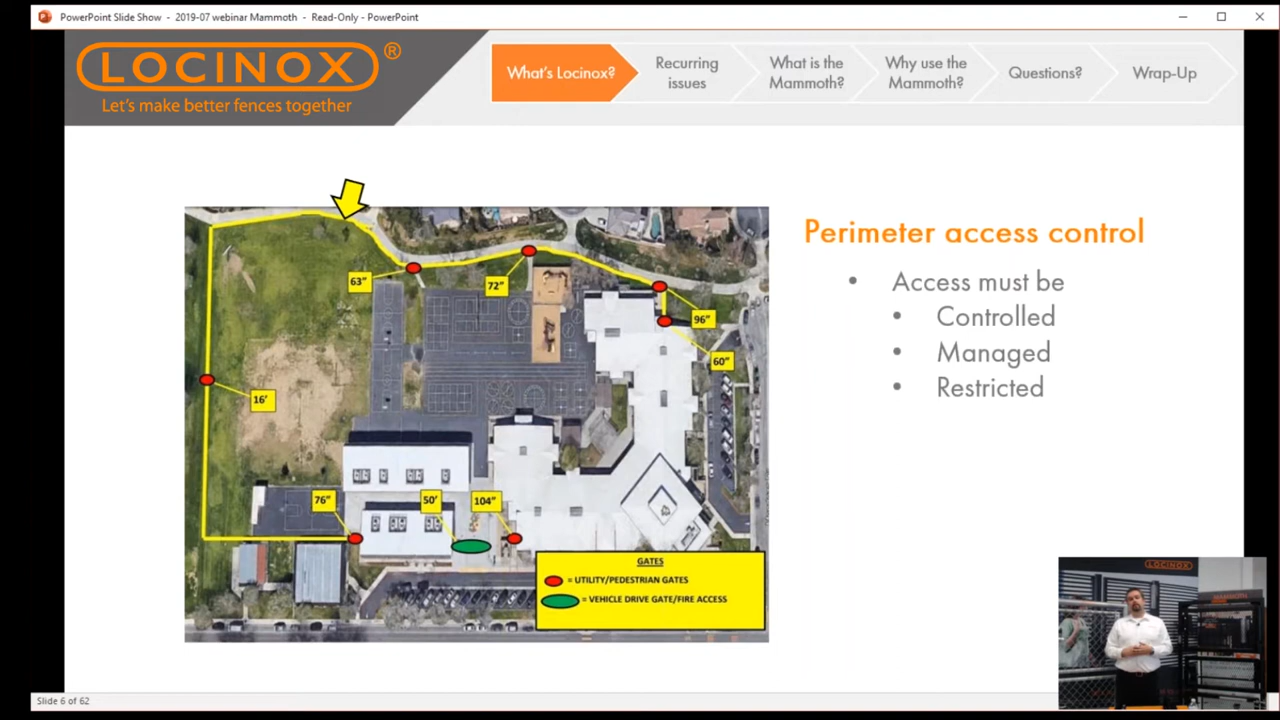 PowerPoint Slide Show - 2019-07 webinar Mammoth - Read-Only - PowerPoint
LOCINOX®
Let's make better fences together
What's Locinox?
Recurring
issues
What is the
Mammoth?
Why use the
Mammoth?
Questions?
Wrap-Up
Perimeter access control
• Access must be
• Controlled
• Managed
• Restricted
63"
72"
96"
60"
16'
76"
50'
104"
GATES
= UTILITY/PEDESTRIAN GATES
= VEHICLE DRIVE GATE/FIRE ACCESS
LOCINOX
MAMMOTH
Slide 6 of 62